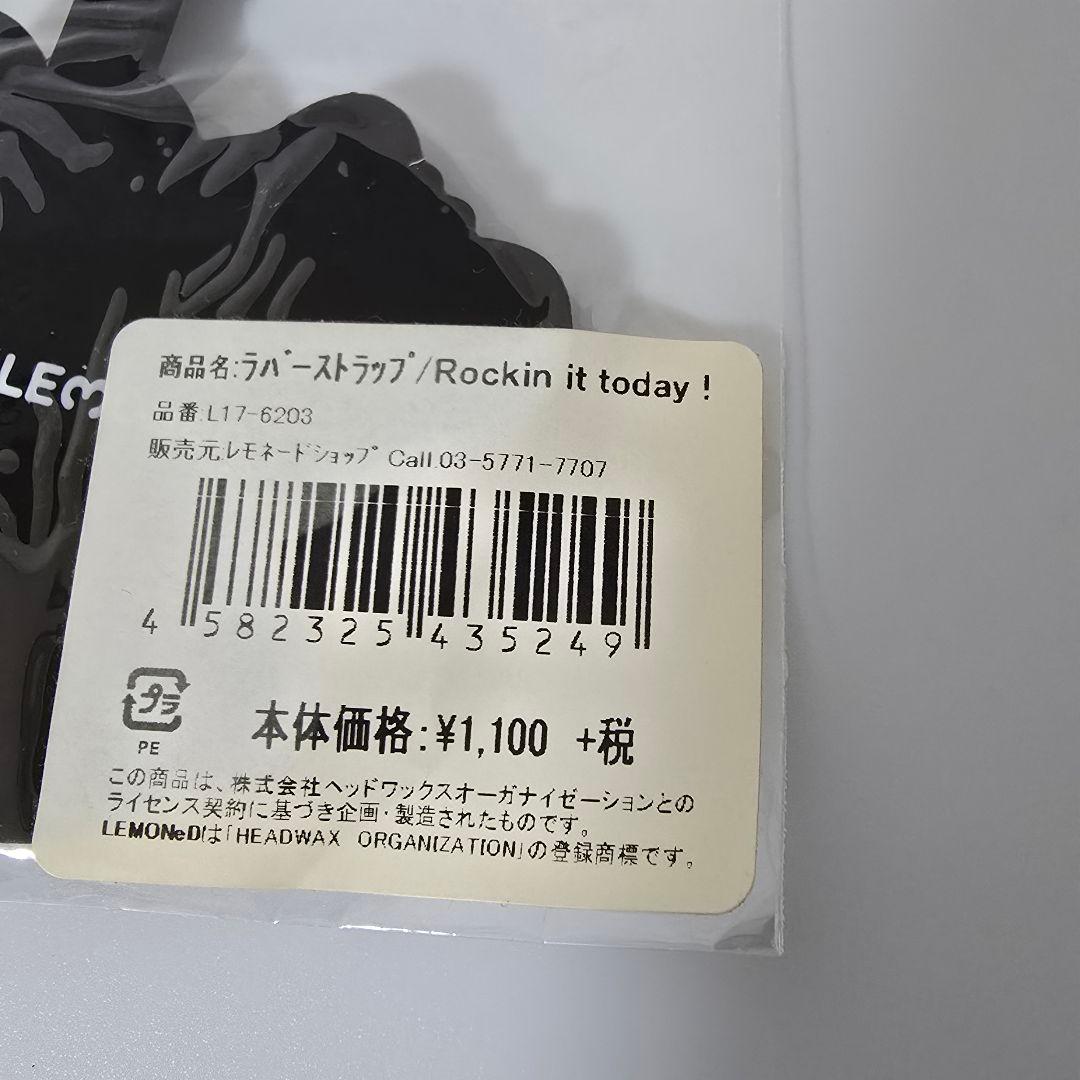 LEM
商品名:ﾗﾊﾞｰｽﾄﾗｯﾌﾟ/Rockin it today !
品番:L17-6203
販売元:ﾚﾓﾈｰﾄﾞｼｮｯﾌﾟ Call.03-5771-7707
4 582325 435249
プラ
PE
本体価格:¥1,100 +税
この商品は、株式会社ヘッドワックスオーガナイゼーションとの
ライセンス契約に基づき企画・製造されたものです。
LEMONeDは「HEADWAX ORGANIZATION」の登録商標です。